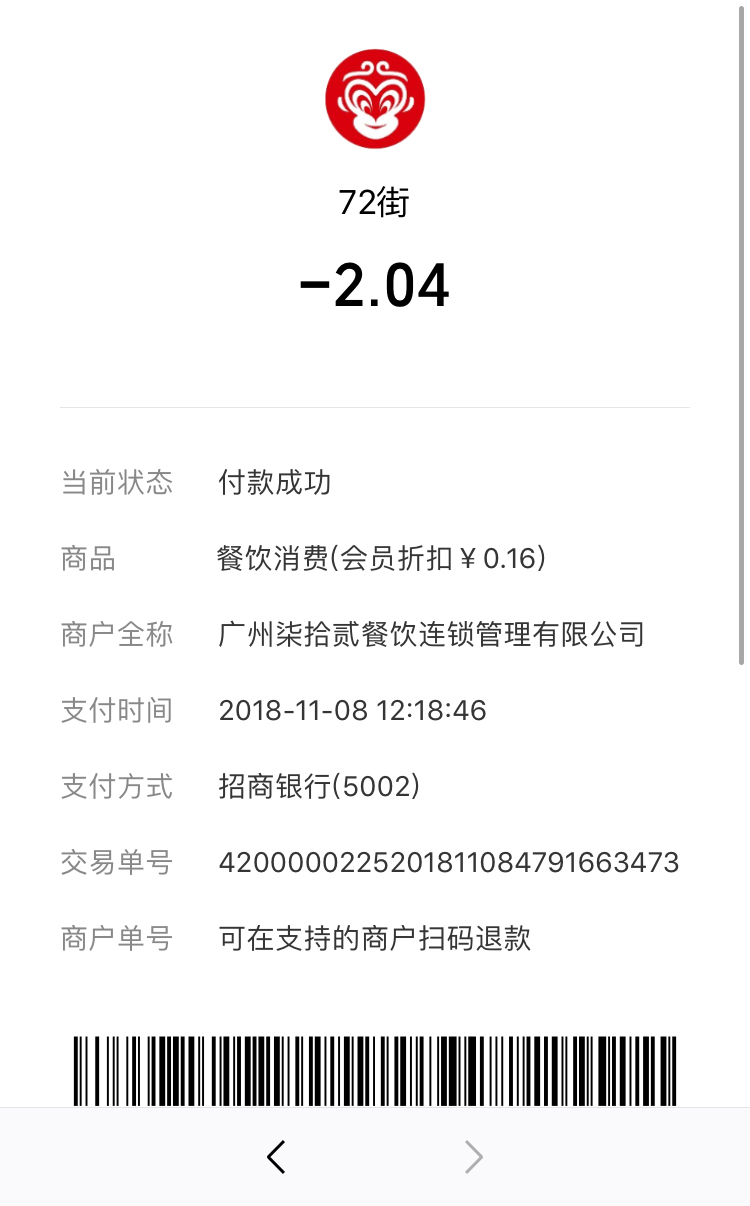 72街
-2.04
当前状态 付款成功
商品 餐饮消费(会员折扣¥0.16)
商户全称 广州柒拾贰餐饮连锁管理有限公司
支付时间 2018-11-08 12:18:46
支付方式 招商银行(5002)
交易单号 4200000225201811084791663473
商户单号 可在支持的商户扫码退款